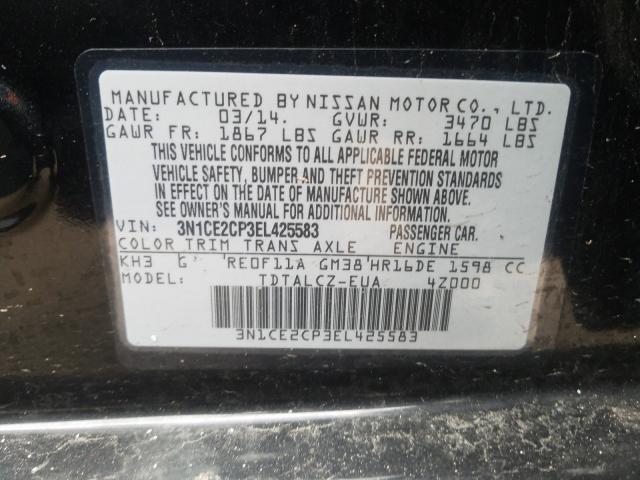 MANUFACTURED BY NISSAN MOTOR CO., LTD.
DATE: 03/14. GVWR: 3470 LBS
GAWR FR: 1867 LBS GAWR RR: 1664 LBS
THIS VEHICLE CONFORMS TO ALL APPLICABLE FEDERAL MOTOR
VEHICLE SAFETY, BUMPER AND THEFT PREVENTION STANDARDS
IN EFFECT ON THE DATE OF MANUFACTURE SHOWN ABOVE.
SEE OWNER'S MANUAL FOR ADDITIONAL INFORMATION.
VIN: 3N1CE2CP3EL425583 PASSENGER CAR.
COLOR TRIM TRANS AXLE ENGINE
KH3 G RE0F11A GM38 HR16DE 1598 CC
MODEL: TDTALCZ-EUA 4Z000
3N1CE2CP3EL425583